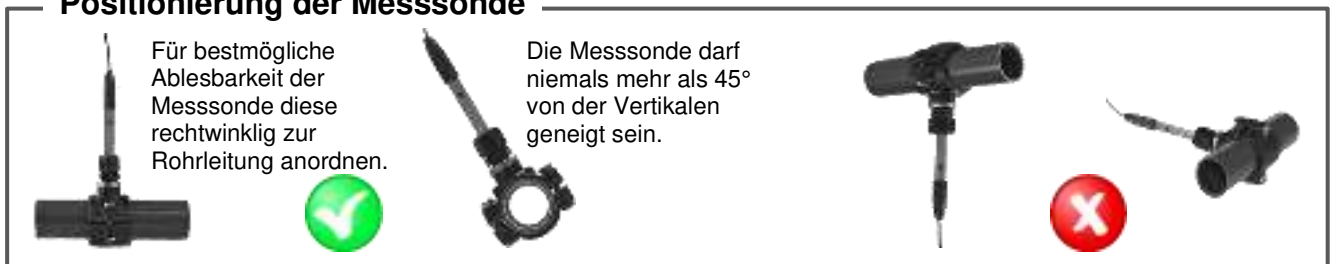 Positionierung der Messsonde
Für bestmögliche
Ablesbarkeit der
Messsonde diese
rechtwinklig zur
Rohrleitung anordnen.
Die Messsonde darf
niemals mehr als 45°
von der Vertikalen
geneigt sein.